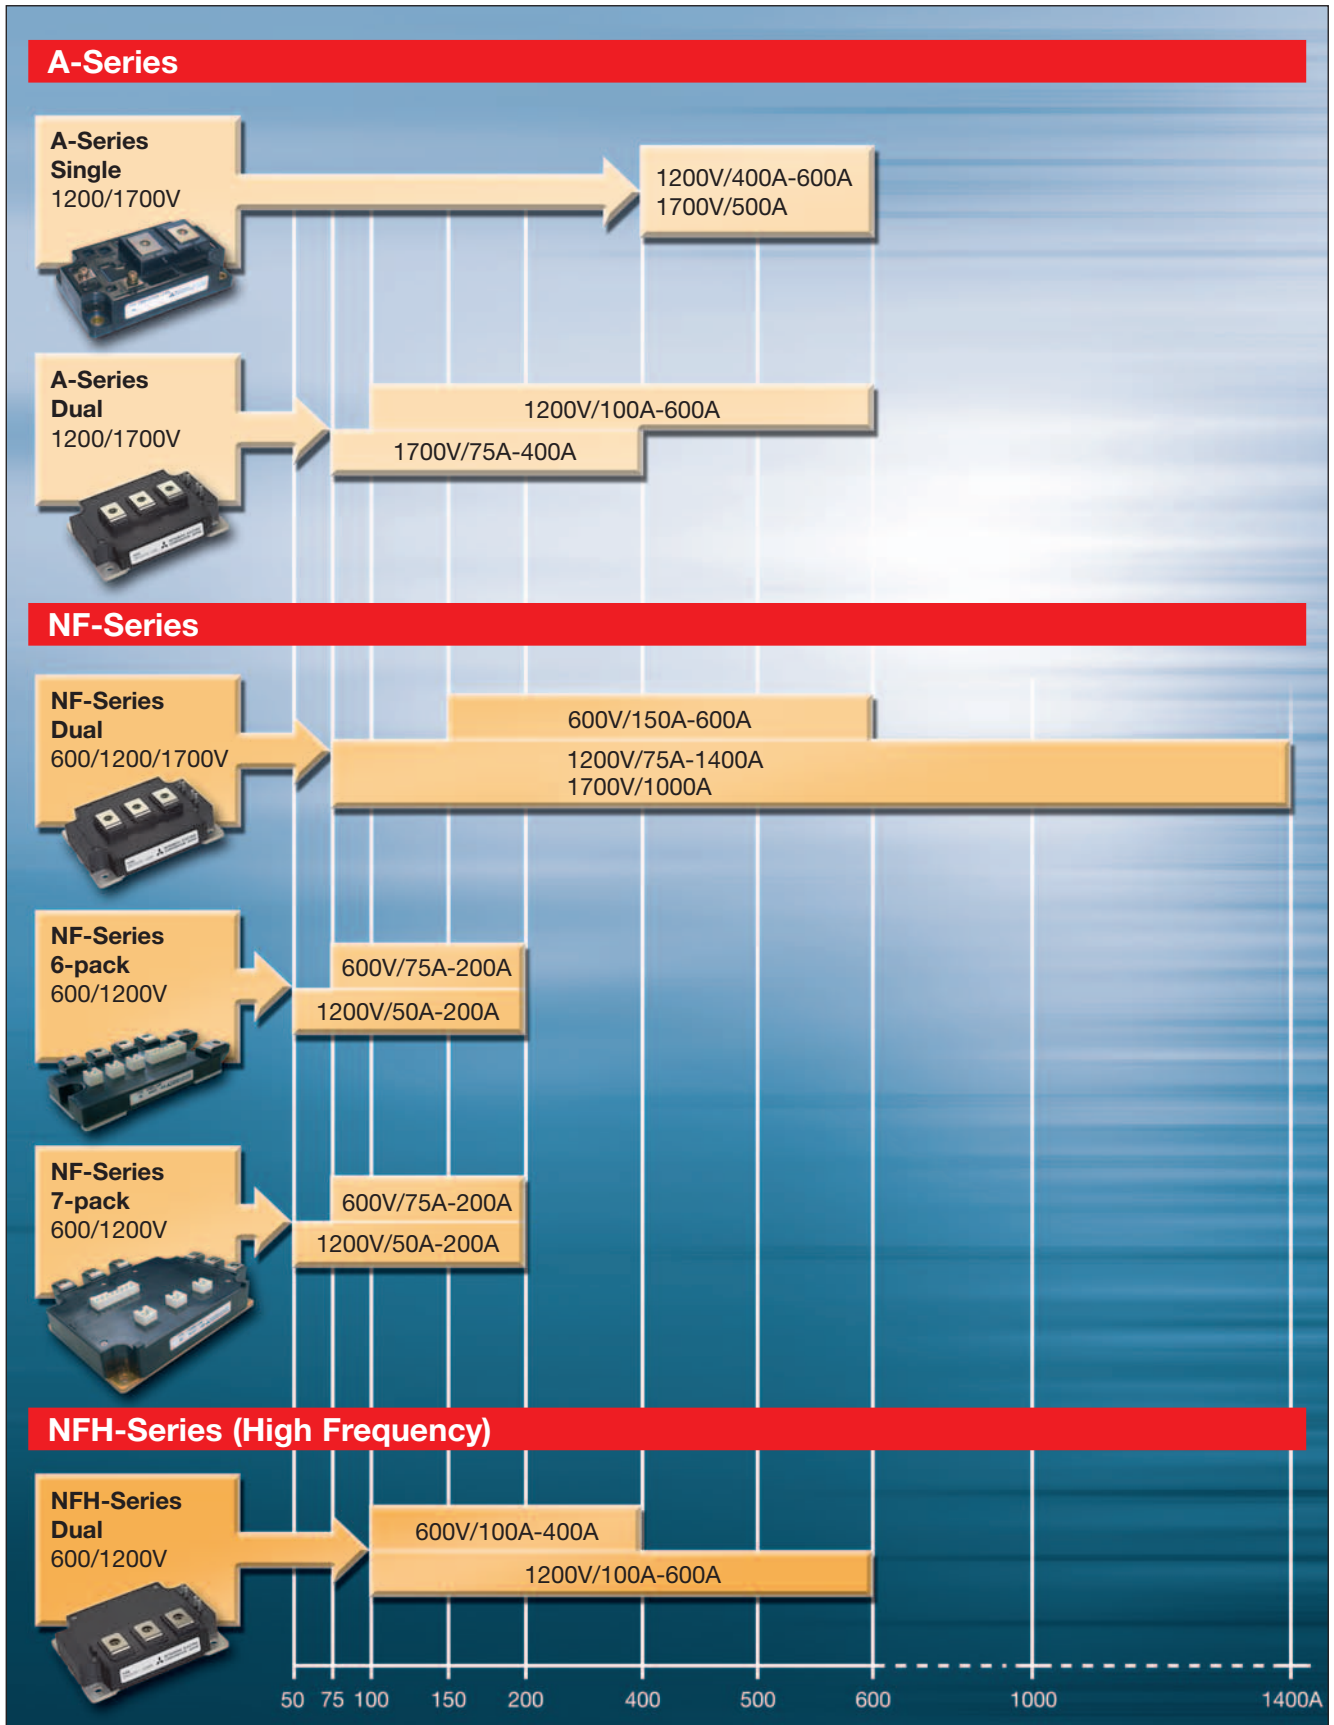 A-Series
A-Series
Single
1200/1700V
1200V/400A-600A
1700V/500A
A-Series
Dual
1200/1700V
1200V/100A-600A
1700V/75A-400A
NF-Series
NF-Series
Dual
600/1200/1700V
600V/150A-600A
1200V/75A-1400A
1700V/1000A
NF-Series
6-pack
600/1200V
600V/75A-200A
1200V/50A-200A
NF-Series
7-pack
600/1200V
600V/75A-200A
1200V/50A-200A
NFH-Series (High Frequency)
NFH-Series
Dual
600/1200V
600V/100A-400A
1200V/100A-600A
50 75 100 150 200 400 500 600 1000 1400A